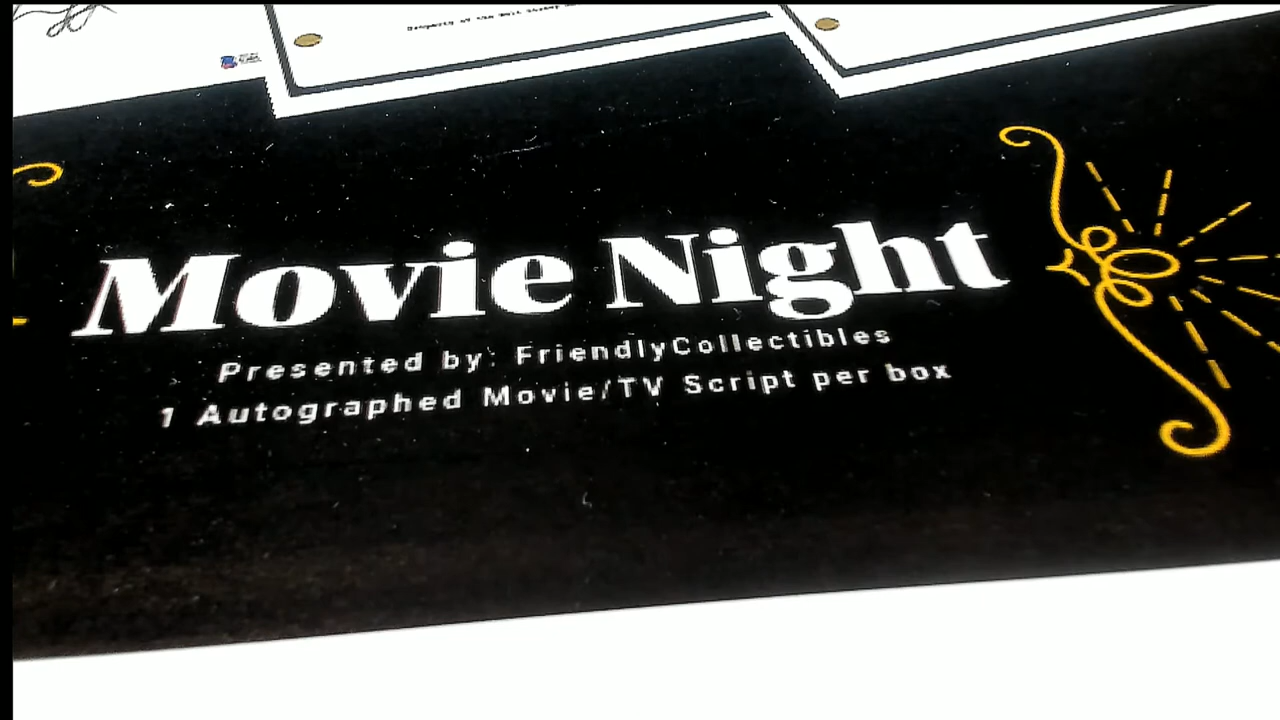 Movie Night
Presented by: FriendlyCollectibles
1 Autographed Movie/TV Script per box